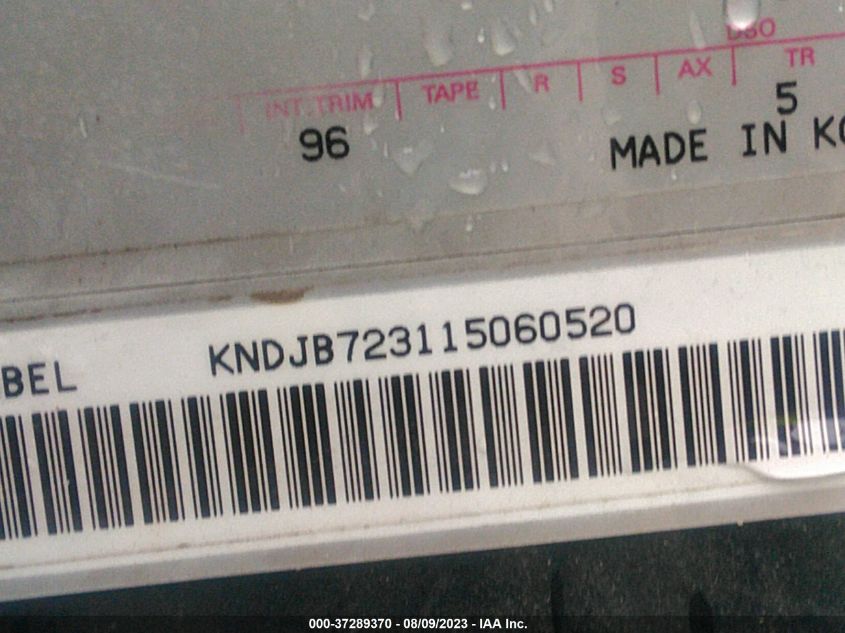 DSO
INT.TRIM TAPE R S AX TR
96 5
MADE IN
BEL KNDJB723115060520
000-37289370 - 08/09/2023 - IAA Inc.